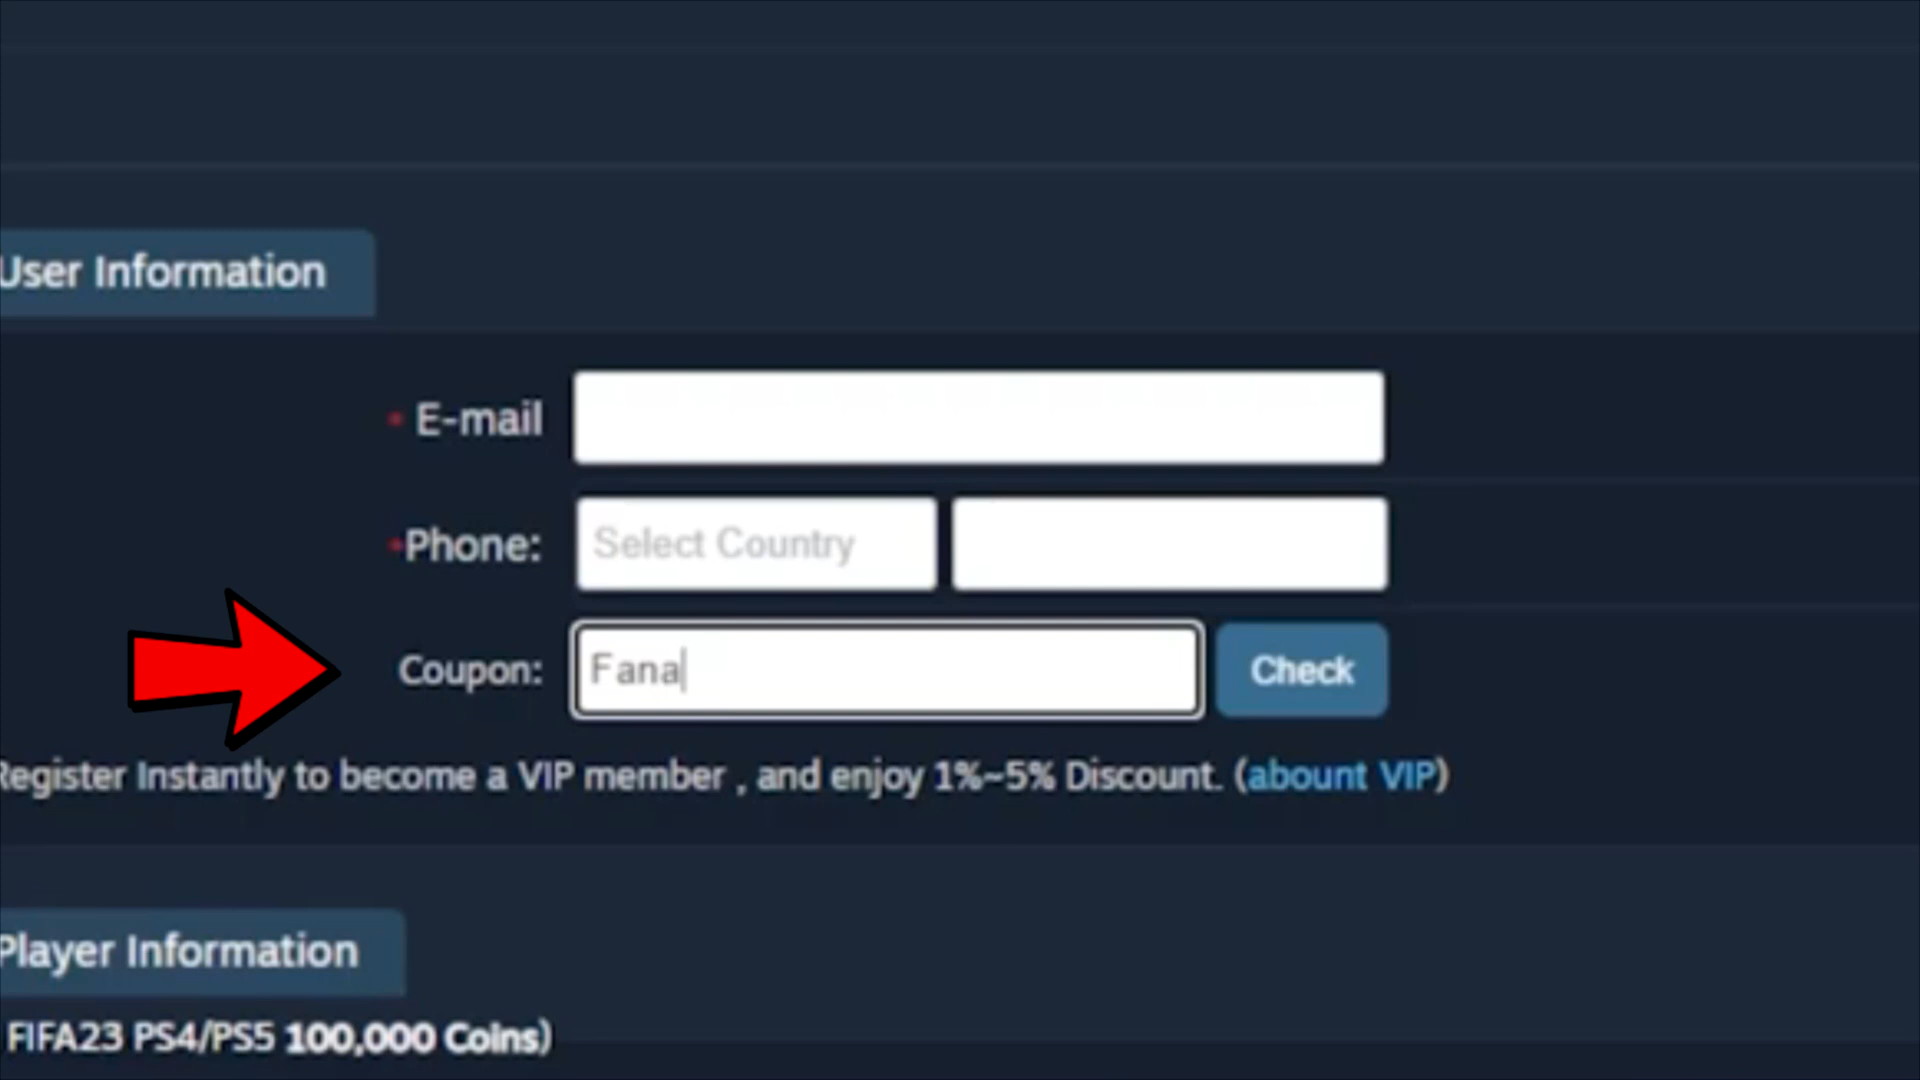 User Information
* E-mail
*Phone: Select Country
Coupon: Fana Check
Register Instantly to become a VIP member , and enjoy 1%~5% Discount. (abount VIP)
Player Information
FIFA23 PS4/PS5 100,000 Coins)